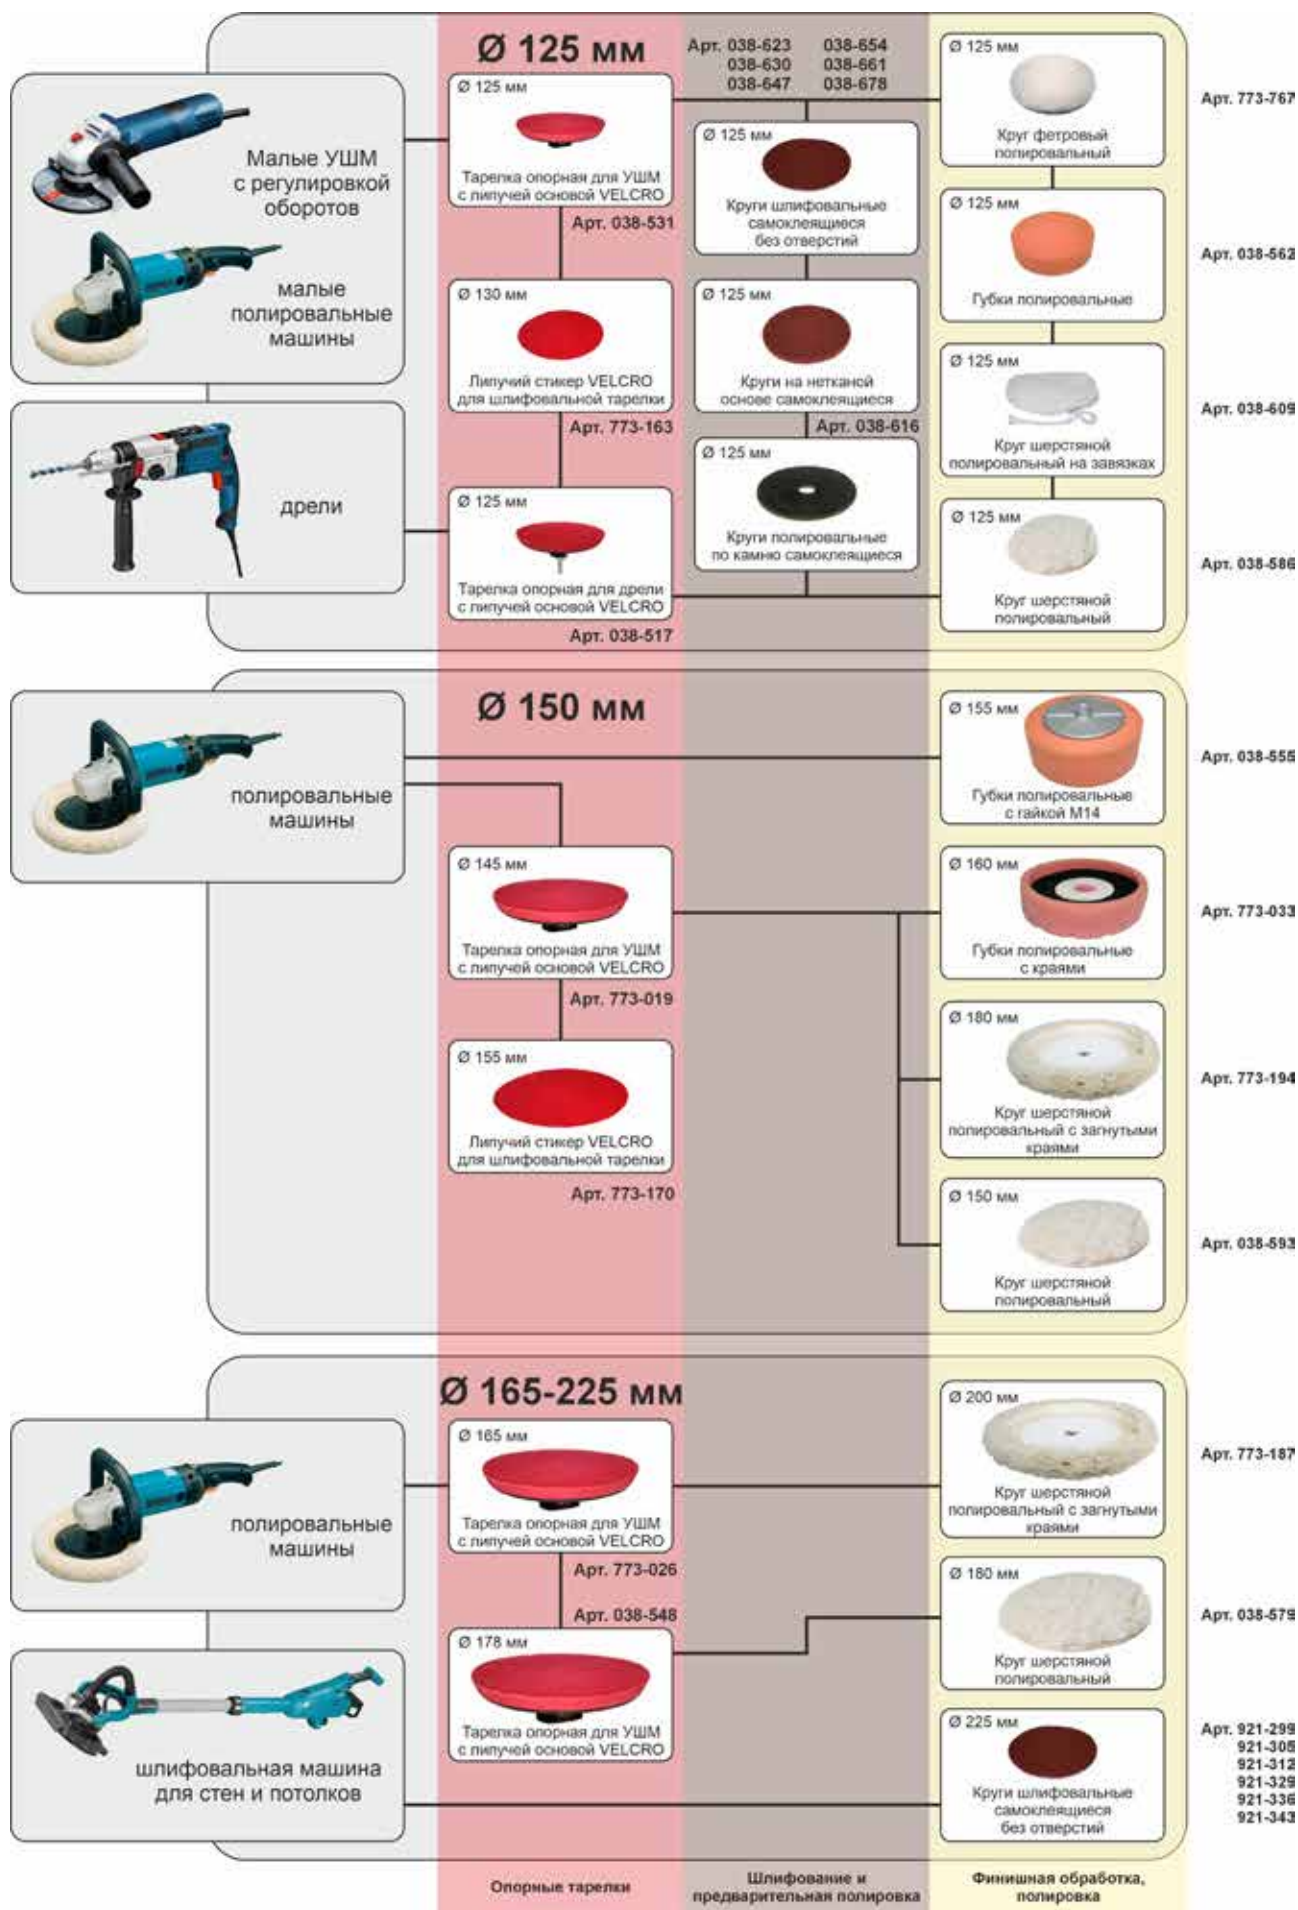 Ø 125 мм
Арт. 038-623 038-654
038-630 038-661
038-647 038-678
Малые УШМ
с регулировкой
оборотов
малые
полировальные
машины
дрели
Ø 125 мм
Тарелка опорная для УШМ
с липучей основой VELCRO
Арт. 038-531
Ø 130 мм
Липучий стикер VELCRO
для шлифовальной тарелки
Арт. 773-163
Ø 125 мм
Тарелка опорная для дрели
с липучей основой VELCRO
Арт. 038-517
Ø 125 мм
Круги шлифовальные
самоклеящиеся
без отверстий
Ø 125 мм
Круги на нетканой
основе самоклеящиеся
Арт. 038-616
Ø 125 мм
Круги полировальные
по камню самоклеящиеся
Ø 125 мм
Круг фетровый
полировальный
Арт. 773-767
Ø 125 мм
Губки полировальные
Арт. 038-562
Ø 125 мм
Круг шерстяной
полировальный на завязках
Арт. 038-609
Ø 125 мм
Круг шерстяной
полировальный
Арт. 038-586
Ø 150 мм
полировальные
машины
Ø 145 мм
Тарелка опорная для УШМ
с липучей основой VELCRO
Арт. 773-019
Ø 155 мм
Липучий стикер VELCRO
для шлифовальной тарелки
Арт. 773-170
Ø 155 мм
Губки полировальные
с гайкой М14
Арт. 038-555
Ø 160 мм
Губки полировальные
с краями
Арт. 773-033
Ø 180 мм
Круг шерстяной
полировальный с загнутыми
краями
Арт. 773-194
Ø 150 мм
Круг шерстяной
полировальный
Арт. 038-593
Ø 165-225 мм
полировальные
машины
шлифовальная машина
для стен и потолков
Ø 165 мм
Тарелка опорная для УШМ
с липучей основой VELCRO
Арт. 773-026
Арт. 038-548
Ø 178 мм
Тарелка опорная для УШМ
с липучей основой VELCRO
Ø 200 мм
Круг шерстяной
полировальный с загнутыми
краями
Арт. 773-187
Ø 180 мм
Круг шерстяной
полировальный
Арт. 038-579
Ø 225 мм
Круги шлифовальные
самоклеящиеся
без отверстий
Арт. 921-299
921-305
921-312
921-329
921-336
921-343
Опорные тарелки
Шлифование и
предварительная полировка
Финишная обработка,
полировка